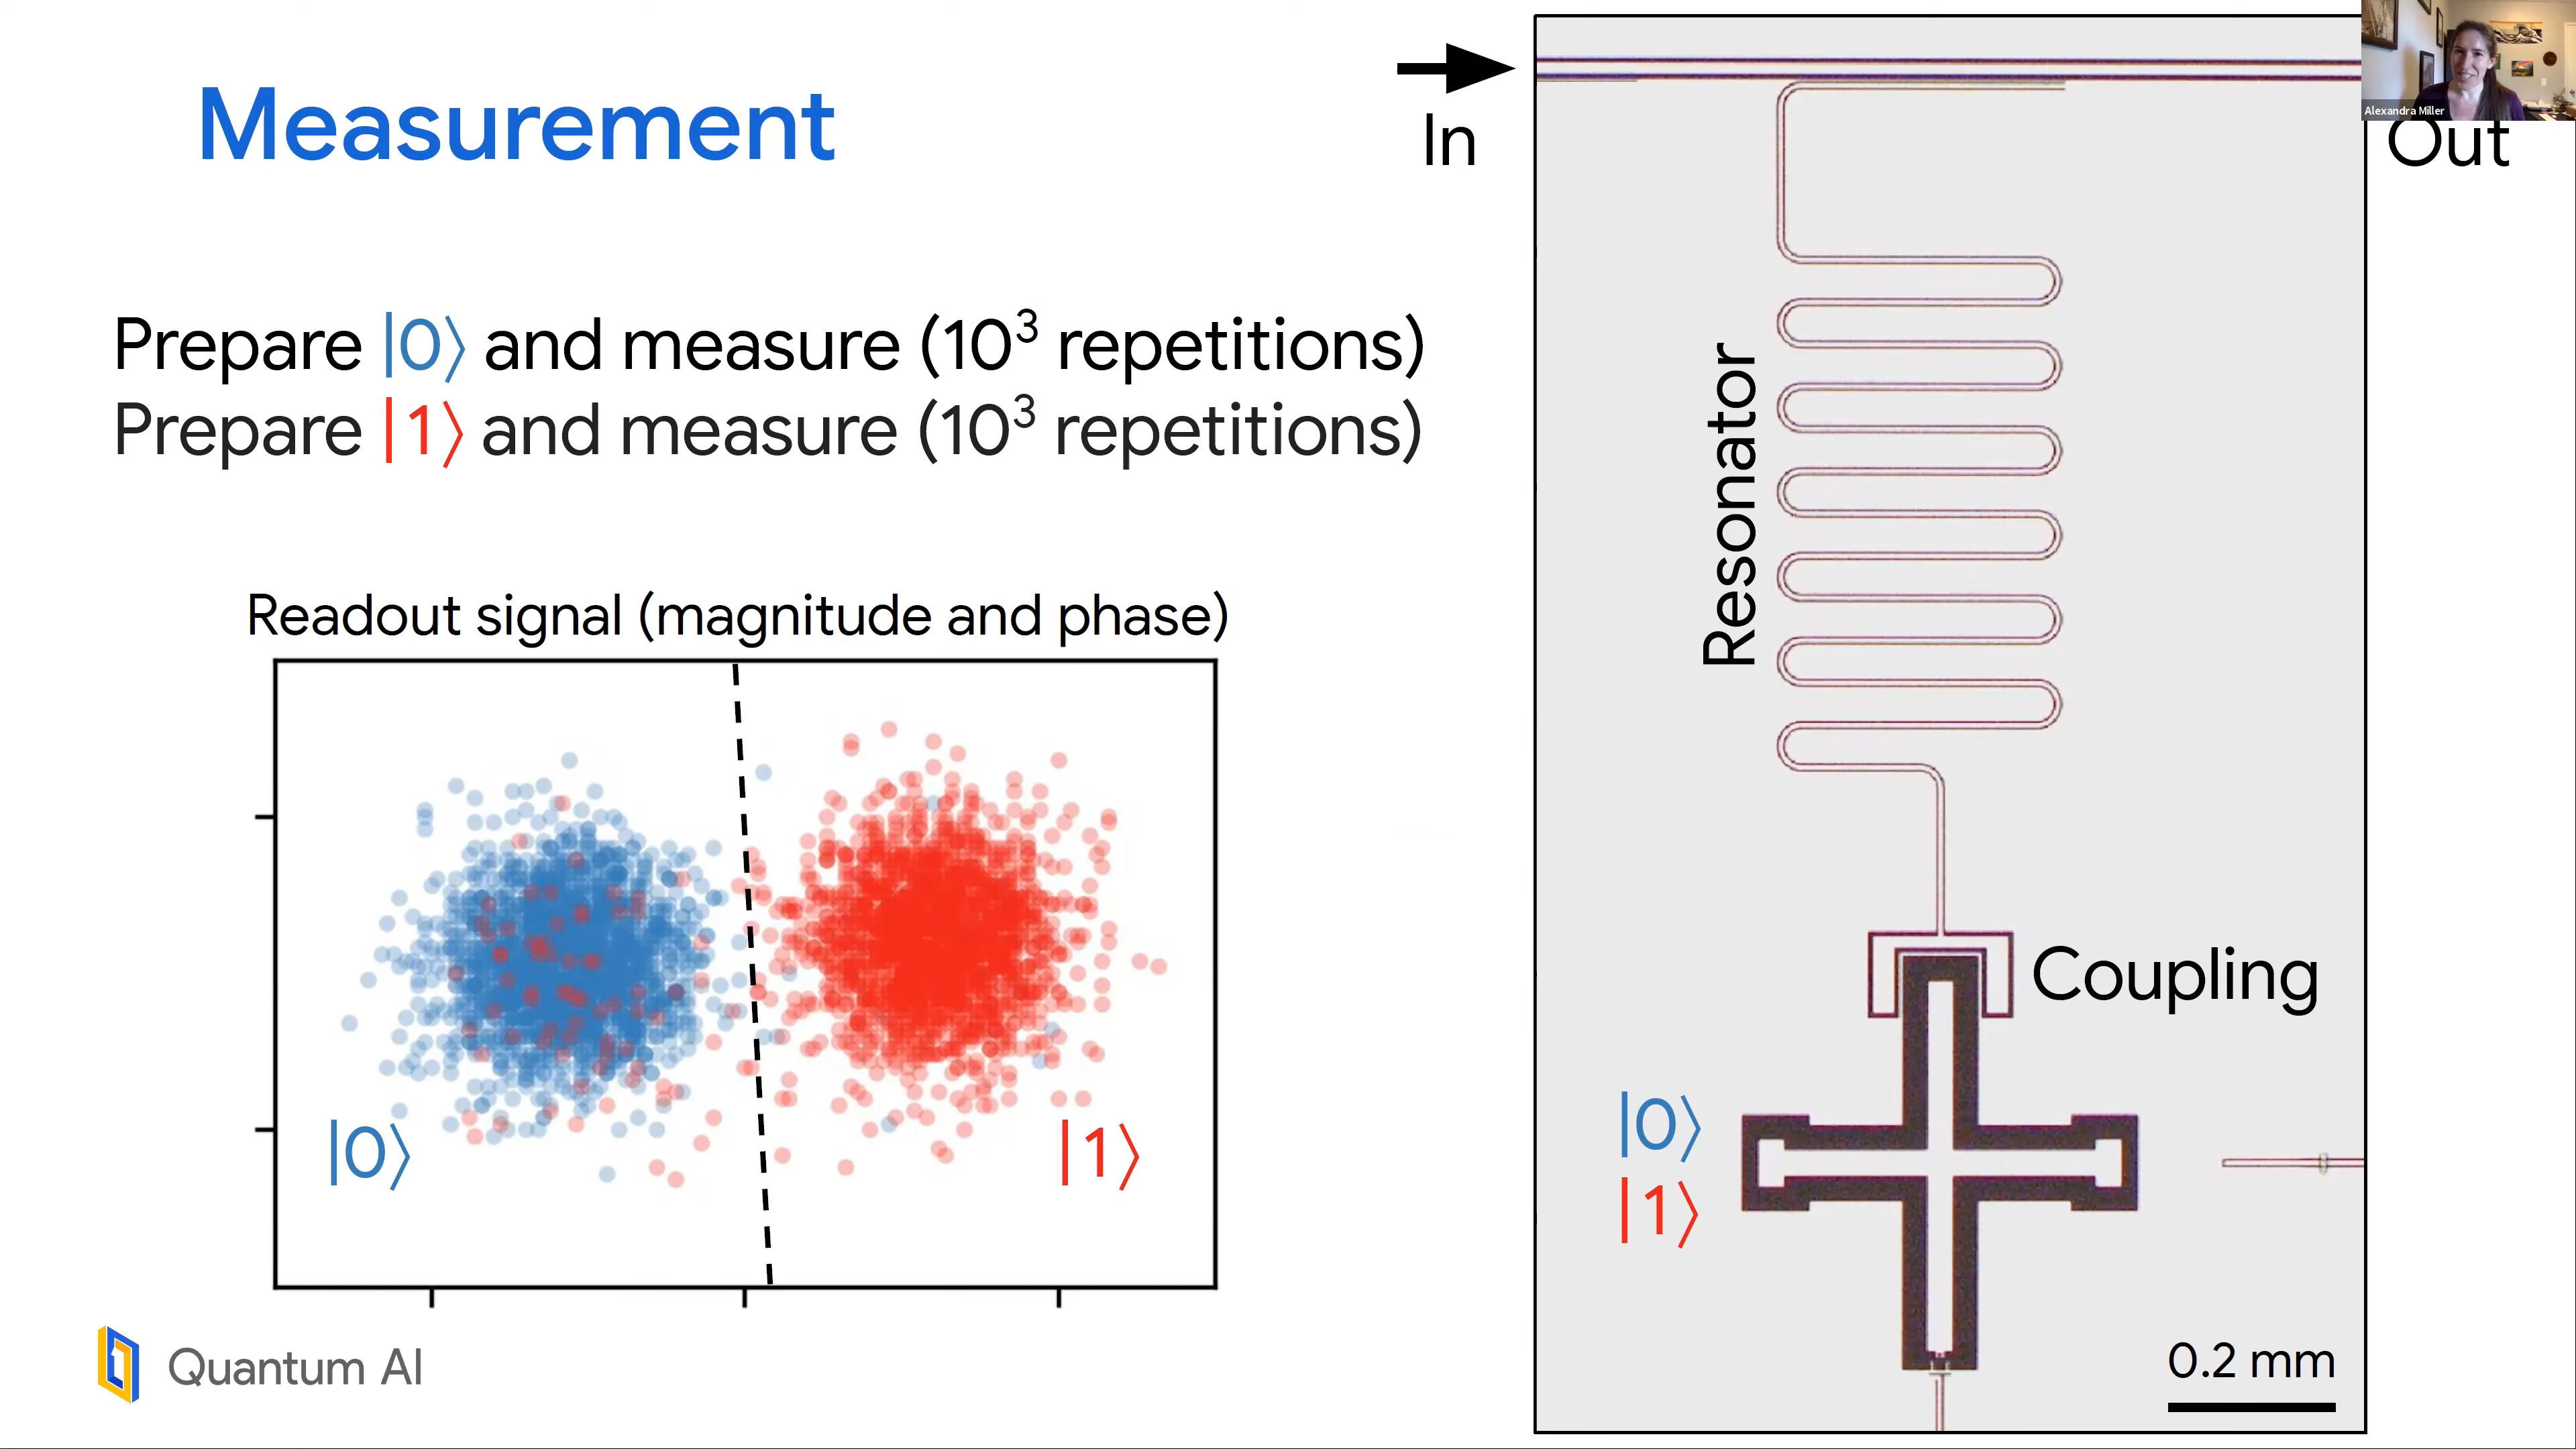 Measurement
Prepare |0⟩ and measure (10³ repetitions)
Prepare |1⟩ and measure (10³ repetitions)
Readout signal (magnitude and phase)
|0⟩
|1⟩
Quantum AI
In
Out
Alexandra Miller
Resonator
Coupling
|0⟩
|1⟩
0.2 mm